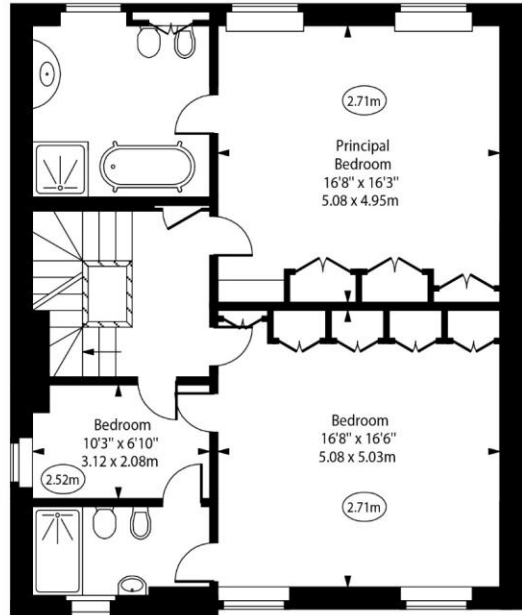 2.71m
Principal
Bedroom
16'8" x 16'3"
5.08 x 4.95m
Bedroom
10'3" x 6'10"
3.12 x 2.08m
2.52m
Bedroom
16'8" x 16'6"
5.08 x 5.03m
2.71m